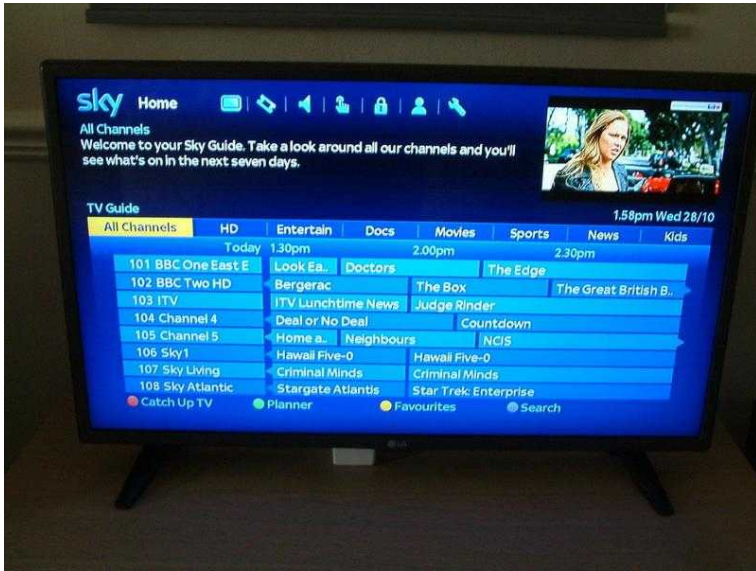 sky Home
All Channels
Welcome to your Sky Guide. Take a look around all our channels and you'll
see what's on in the next seven days.
TV Guide
1.58pm Wed 28/10
All Channels HD Entertain Docs Movies Sports News Kids
Today 1.30pm 2.00pm 2.30pm
101 BBC One East E Look Ea.. Doctors The Edge
102 BBC Two HD Bergerac The Box The Great British B..
103 ITV ITV Lunchtime News Judge Rinder
104 Channel 4 Deal or No Deal Countdown
105 Channel 5 Home a.. Neighbours NCIS
106 Sky1 Hawaii Five-0 Hawaii Five-0
107 Sky Living Criminal Minds Criminal Minds
108 Sky Atlantic Stargate Atlantis Star Trek: Enterprise
Catch Up TV Planner Favourites Search
LG